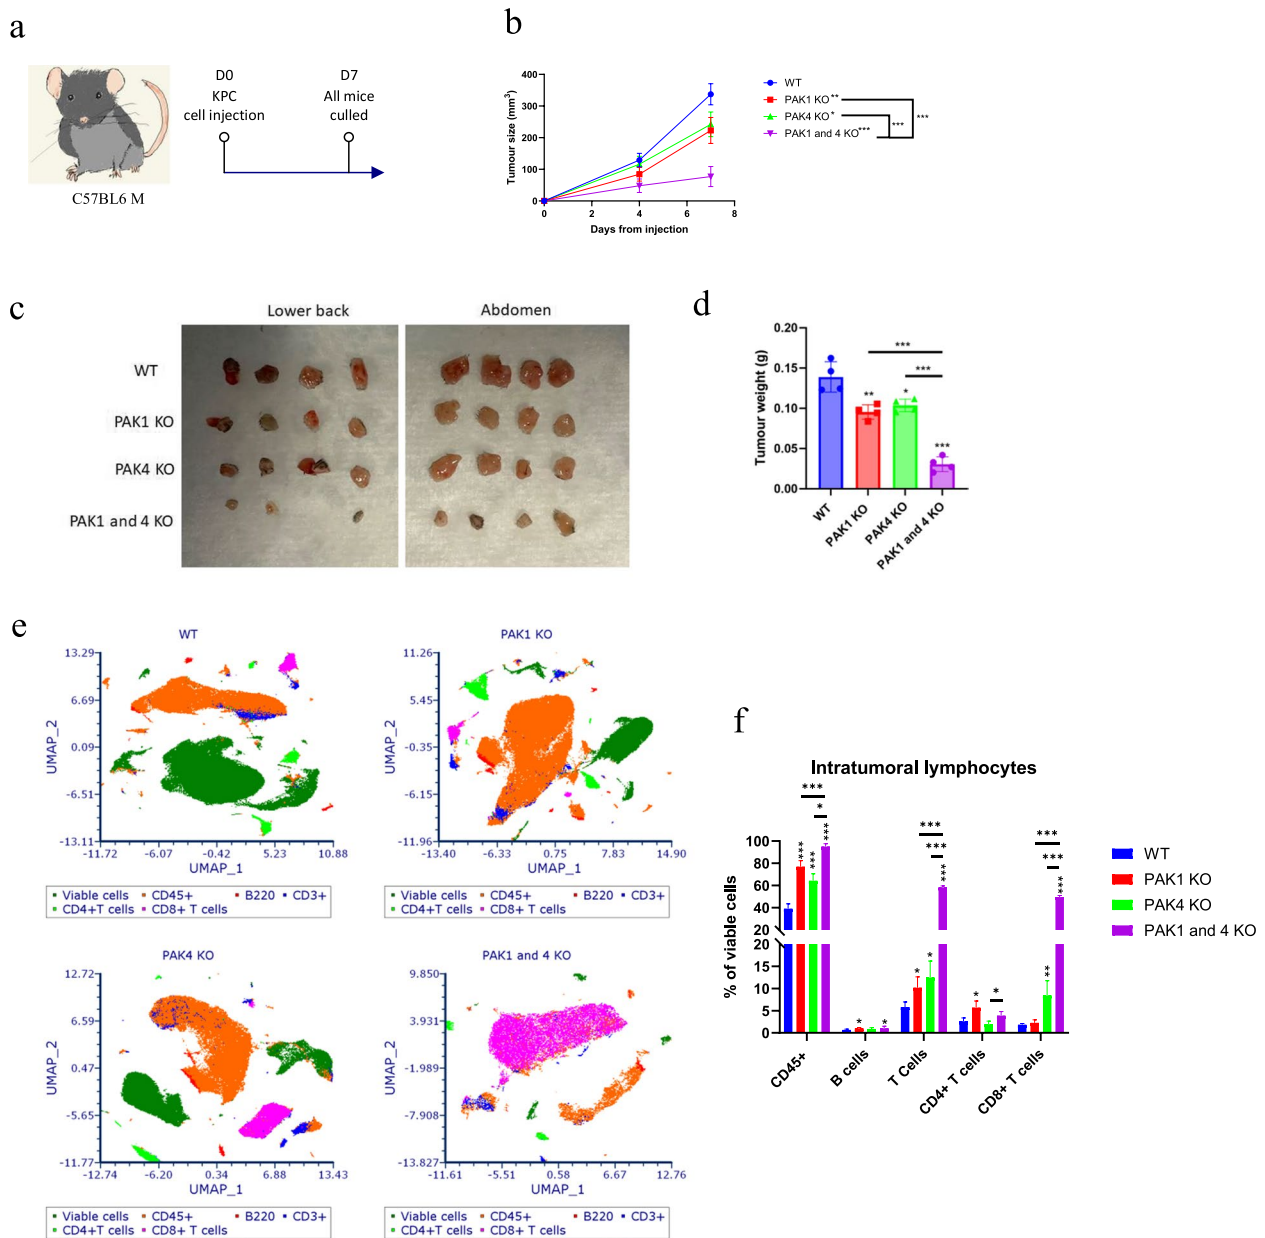 a
D0
KPC
cell injection
D7
All mice
culled
C57BL6 M
b
400
300
200
100
0
Tumour size (mm³)
0 2 4 6 8
Days from injection
WT
PAK1 KO**
PAK4 KO*
PAK1 and 4 KO***
***
***
c
Lower back
Abdomen
WT
PAK1 KO
PAK4 KO
PAK1 and 4 KO
d
0.20
0.15
0.10
0.05
0.00
Tumour weight (g)
***
***
**
*
***
WT
PAK1 KO
PAK4 KO
PAK1 and 4 KO
e
WT
13.29
6.69
0.09
-6.51
-13.11
UMAP_2
-11.72 -6.07 -0.42 5.23 10.88
UMAP_1
Viable cells CD45+ B220 CD3+
CD4+T cells CD8+ T cells
PAK1 KO
11.26
5.45
-0.35
-6.15
-11.96
UMAP_2
-13.40 -6.33 0.75 7.83 14.90
UMAP_1
Viable cells CD45+ B220 CD3+
CD4+T cells CD8+ T cells
PAK4 KO
12.72
6.59
0.47
-5.65
-11.77
UMAP_2
-12.74 -6.20 0.34 6.88 13.43
UMAP_1
Viable cells CD45+ B220 CD3+
CD4+T cells CD8+ T cells
PAK1 and 4 KO
9.850
3.931
-1.989
-7.908
-13.827
UMAP_2
-11.61 -5.51 0.58 6.67 12.76
UMAP_1
Viable cells CD45+ B220 CD3+
CD4+T cells CD8+ T cells
f
Intratumoral lymphocytes
100
80
60
40
20
20
15
10
5
0
% of viable cells
***
*
***
***
***
*
*
***
***
***
*
*
*
*
***
***
***
**
CD45+
B cells
T Cells
CD4+ T cells
CD8+ T cells
WT
PAK1 KO
PAK4 KO
PAK1 and 4 KO